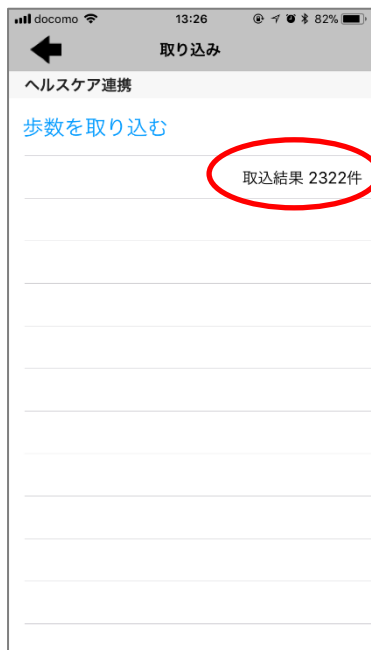 docomo 13:26 82%
取り込み
ヘルスケア連携
歩数を取り込む
取込結果 2322件